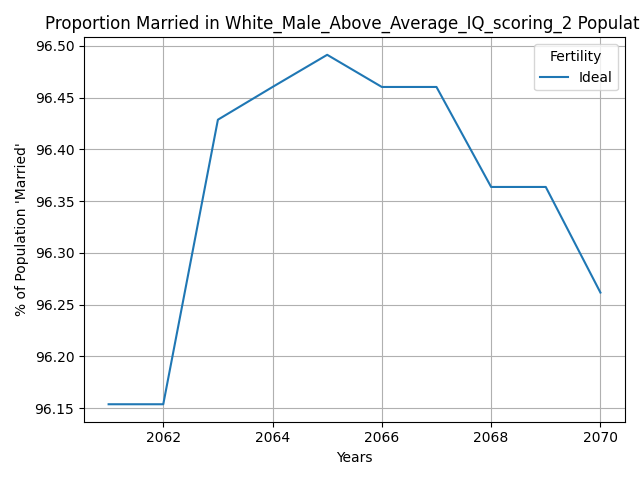 Proportion Married in White_Male_Above_Average_IQ_scoring_2 Populat
Fertility
Ideal
96.50
96.45
96.40
96.35
96.30
96.25
96.20
96.15
% of Population 'Married'
2062 2064 2066 2068 2070
Years